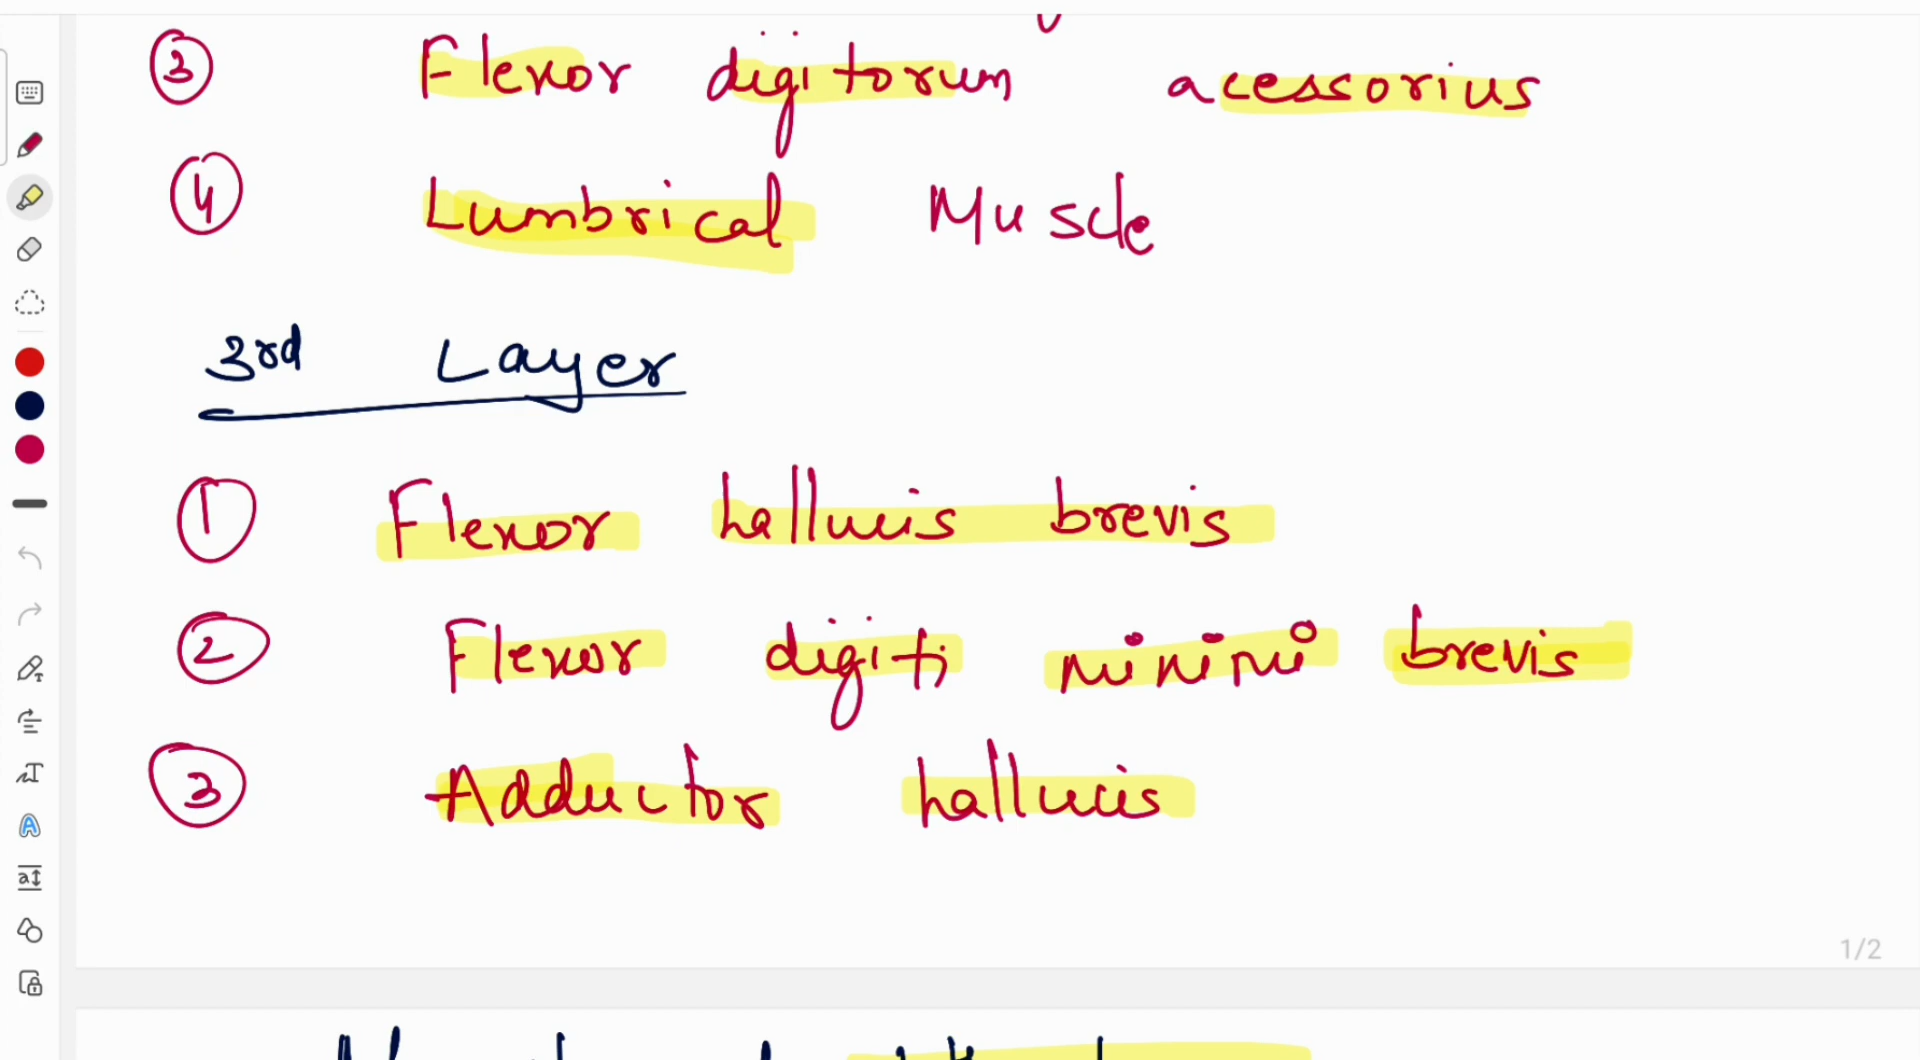 3 Flexor digitorum acessorius
4 Lumbrical Muscle
3rd Layer
1 Flexor hallucis brevis
2 Flexor digiti minimi brevis
3 Adductor hallucis
1/2